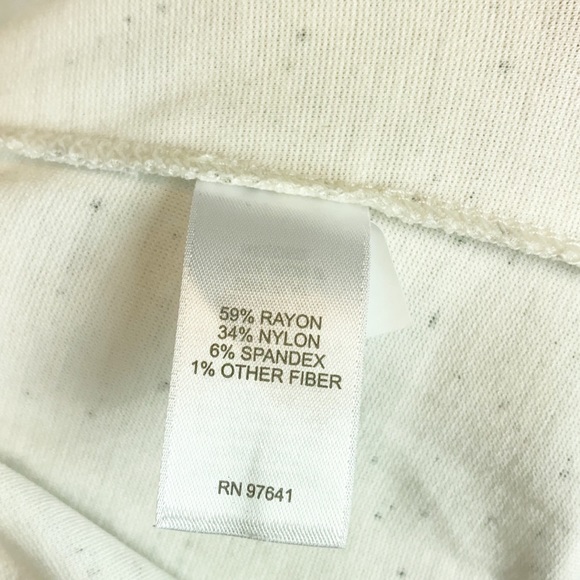 59% RAYON
34% NYLON
6% SPANDEX
1% OTHER FIBER
RN 97641